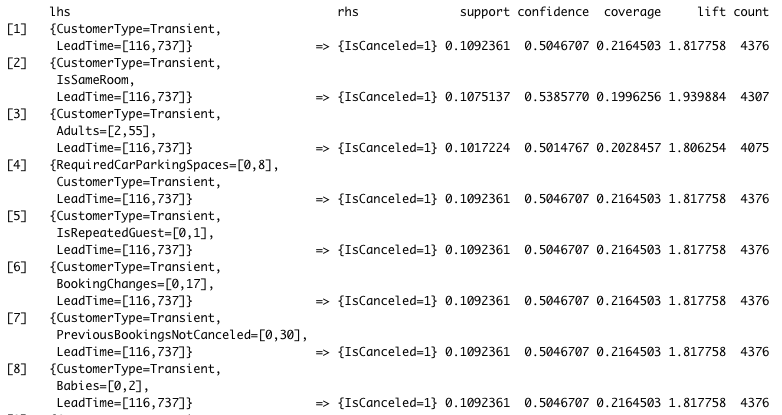 lhs rhs support confidence coverage lift count
[1] {CustomerType=Transient,
LeadTime=[116,737]} => {IsCanceled=1} 0.1092361 0.5046707 0.2164503 1.817758 4376
[2] {CustomerType=Transient,
IsSameRoom,
LeadTime=[116,737]} => {IsCanceled=1} 0.1075137 0.5385770 0.1996256 1.939884 4307
[3] {CustomerType=Transient,
Adults=[2,55],
LeadTime=[116,737]} => {IsCanceled=1} 0.1017224 0.5014767 0.2028457 1.806254 4075
[4] {RequiredCarParkingSpaces=[0,8],
CustomerType=Transient,
LeadTime=[116,737]} => {IsCanceled=1} 0.1092361 0.5046707 0.2164503 1.817758 4376
[5] {CustomerType=Transient,
IsRepeatedGuest=[0,1],
LeadTime=[116,737]} => {IsCanceled=1} 0.1092361 0.5046707 0.2164503 1.817758 4376
[6] {CustomerType=Transient,
BookingChanges=[0,17],
LeadTime=[116,737]} => {IsCanceled=1} 0.1092361 0.5046707 0.2164503 1.817758 4376
[7] {CustomerType=Transient,
PreviousBookingsNotCanceled=[0,30],
LeadTime=[116,737]} => {IsCanceled=1} 0.1092361 0.5046707 0.2164503 1.817758 4376
[8] {CustomerType=Transient,
Babies=[0,2],
LeadTime=[116,737]} => {IsCanceled=1} 0.1092361 0.5046707 0.2164503 1.817758 4376